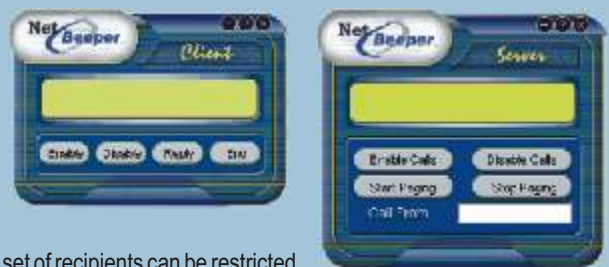 Net
Beeper
Client
Enable Disable Reply
Net
Beeper
Server
Enable Calls Disable Calls
Start Paging Stop Paging
Call From
set of recipients can be restricted